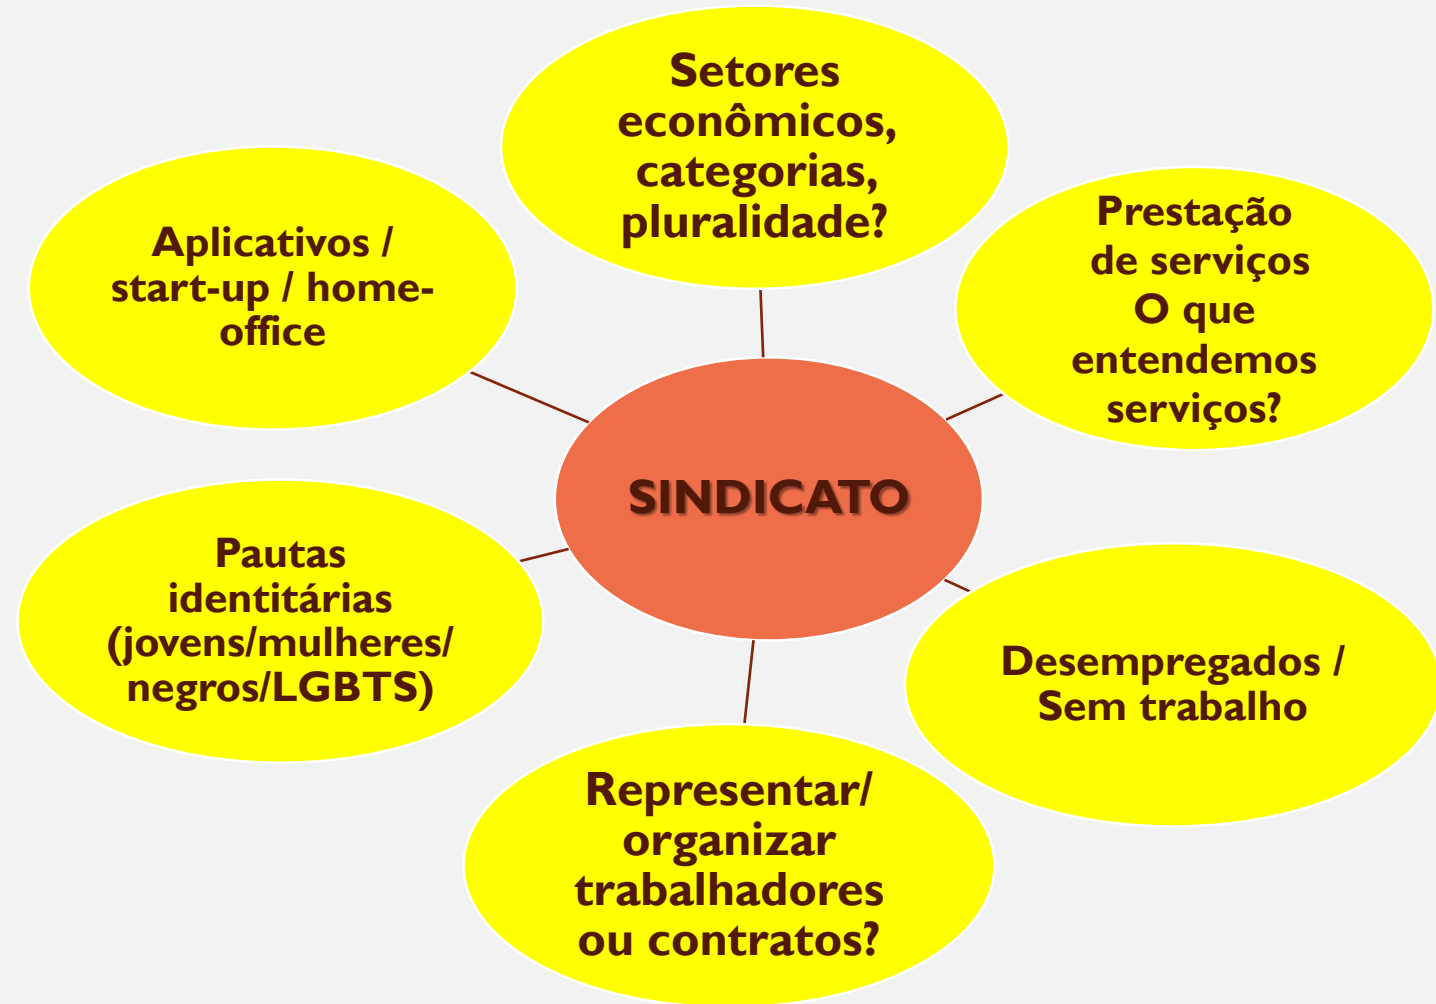 Setores
econômicos,
categorias,
pluralidade?
Prestação
de serviços
O que
entendemos
serviços?
Aplicativos /
start-up / home-
office
SINDICATO
Pautas
identitárias
(jovens/mulheres/
negros/LGBTS)
Desempregados /
Sem trabalho
Representar/
organizar
trabalhadores
ou contratos?